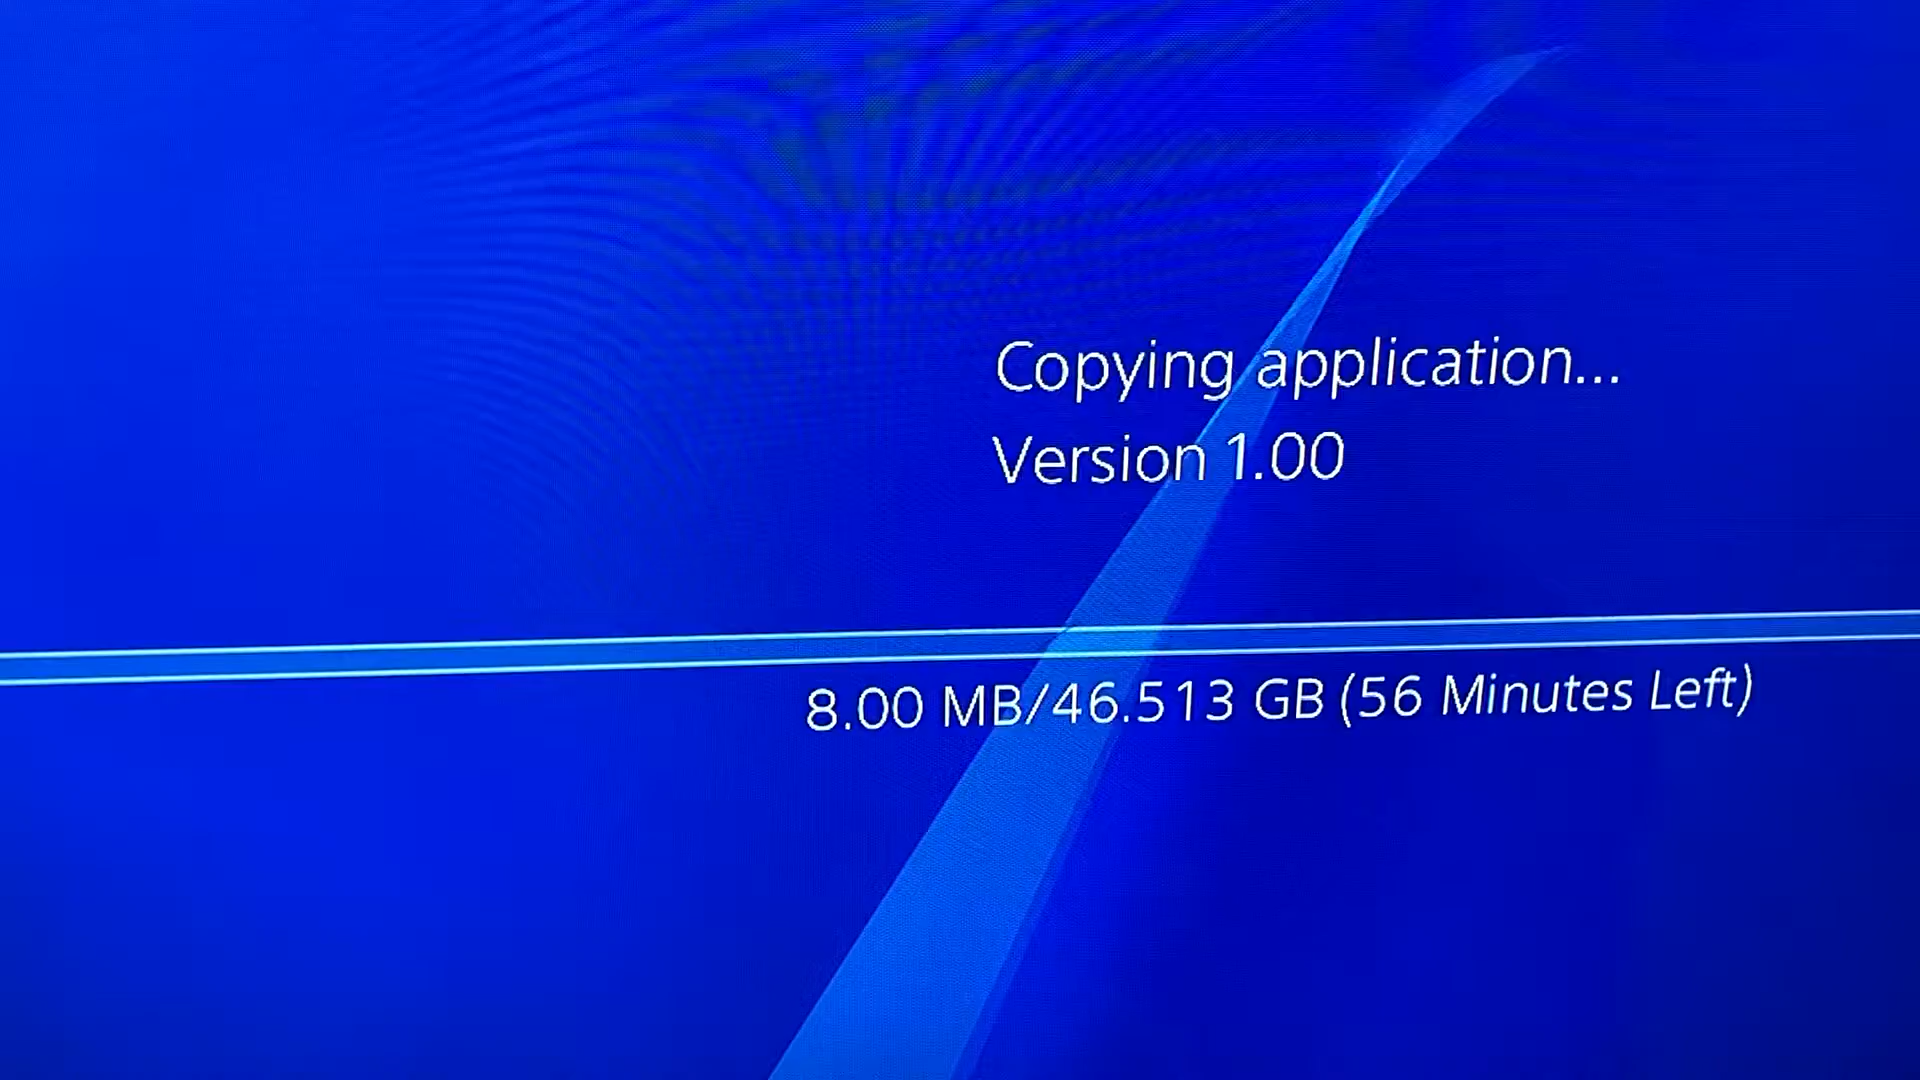 Copying application...
Version 1.00
8.00 MB/46.513 GB (56 Minutes Left)